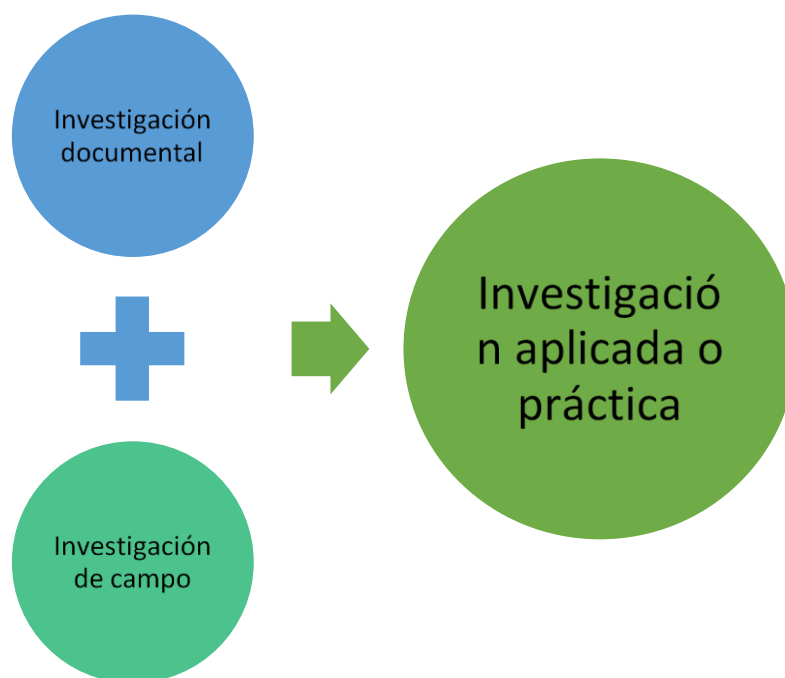 Investigación
documental
Investigación
de campo
Investigació
n aplicada o
práctica